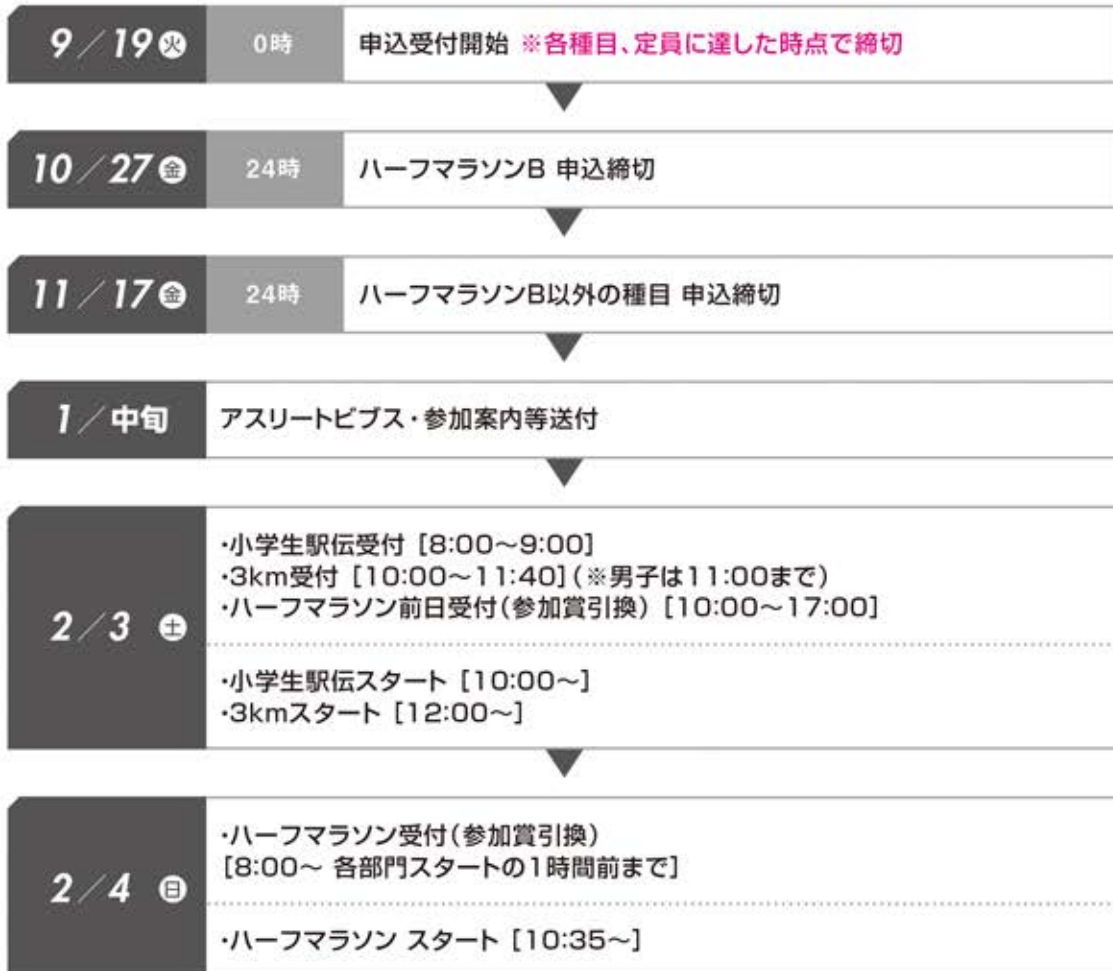 9／19 火 0時 申込受付開始 ※各種目、定員に達した時点で締切
10／27 金 24時 ハーフマラソンB 申込締切
11／17 金 24時 ハーフマラソンB以外の種目 申込締切
1／中旬 アスリートビブス・参加案内等送付
2／3 土
・小学生駅伝受付［8:00～9:00］
・3km受付［10:00～11:40］（※男子は11:00まで）
・ハーフマラソン前日受付（参加賞引換）［10:00～17:00］
・小学生駅伝スタート［10:00～］
・3kmスタート［12:00～］
2／4 日
・ハーフマラソン受付（参加賞引換）
［8:00～ 各部門スタートの1時間前まで］
・ハーフマラソン スタート［10:35～］